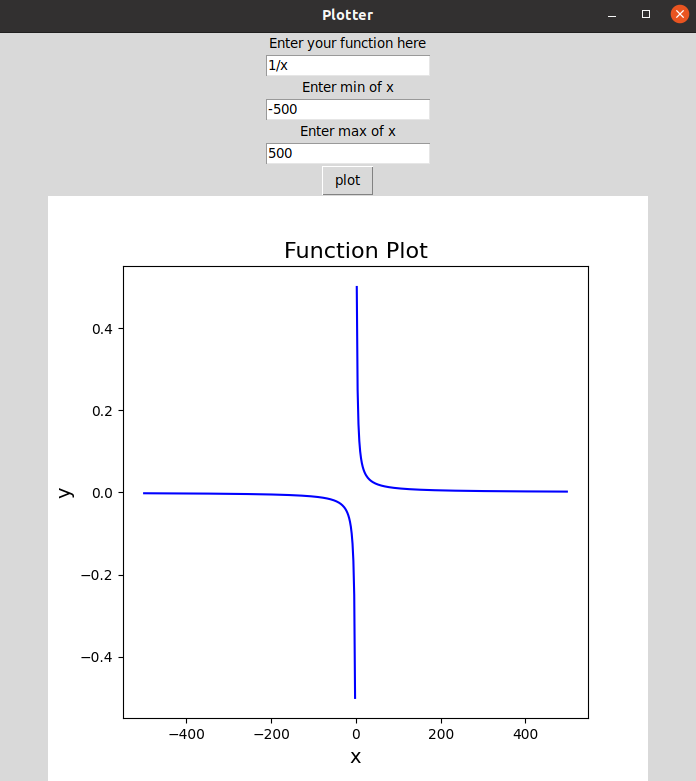 Plotter
Enter your function here
1/x
Enter min of x
-500
Enter max of x
500
plot
Function Plot
0.4
0.2
0.0
−0.2
−0.4
y
−400 −200 0 200 400
x